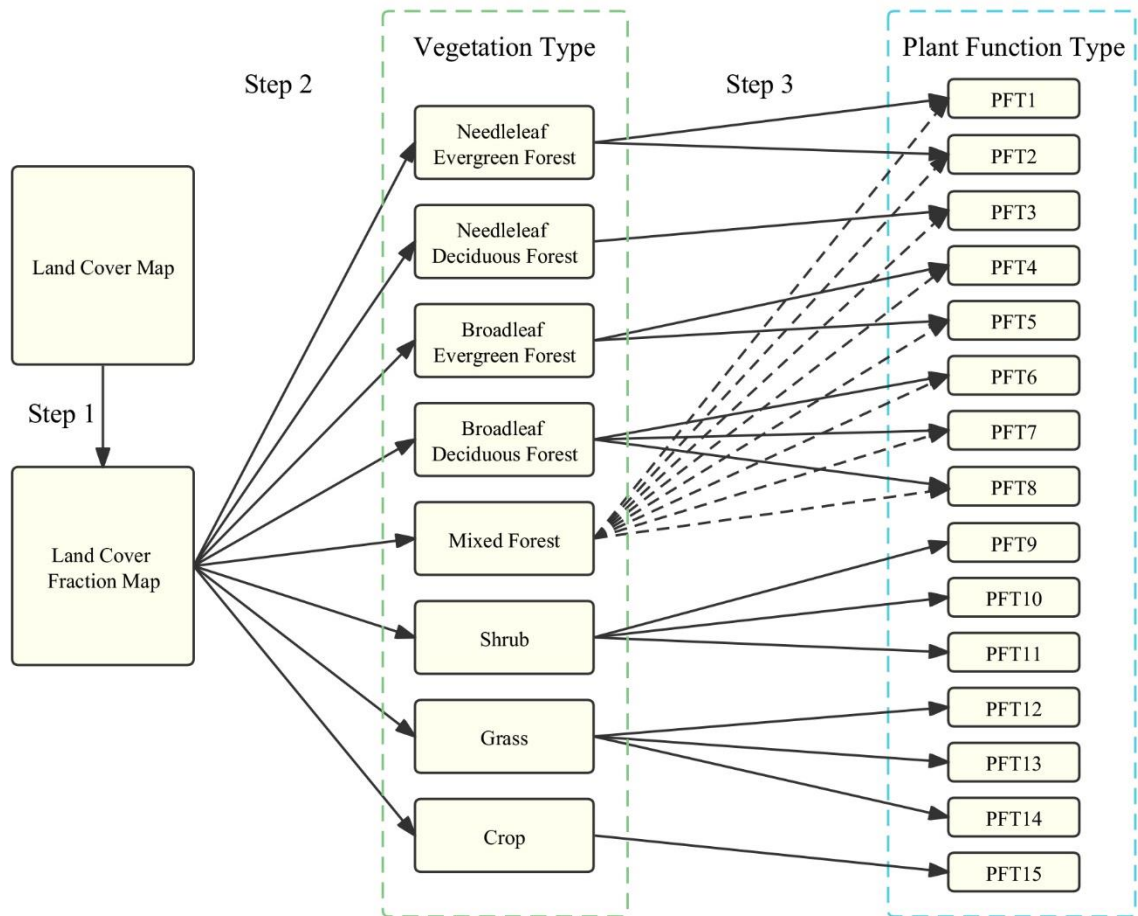 Land Cover Map
Step 1
Land Cover
Fraction Map
Step 2
Vegetation Type
Needleleaf
Evergreen Forest
Needleleaf
Deciduous Forest
Broadleaf
Evergreen Forest
Broadleaf
Deciduous Forest
Mixed Forest
Shrub
Grass
Crop
Step 3
Plant Function Type
PFT1
PFT2
PFT3
PFT4
PFT5
PFT6
PFT7
PFT8
PFT9
PFT10
PFT11
PFT12
PFT13
PFT14
PFT15